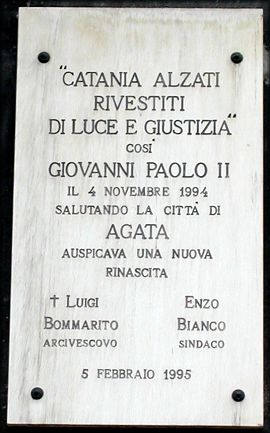 "CATANIA ALZATI
RIVESTITI
DI LUCE E GIUSTIZIA"
COSÌ
GIOVANNI PAOLO II
IL 4 NOVEMBRE 1994
SALUTANDO LA CITTÀ DI
AGATA
AUSPICAVA UNA NUOVA
RINASCITA
† LUIGI ENZO
BOMMARITO BIANCO
ARCIVESCOVO SINDACO
5 FEBBRAIO 1995